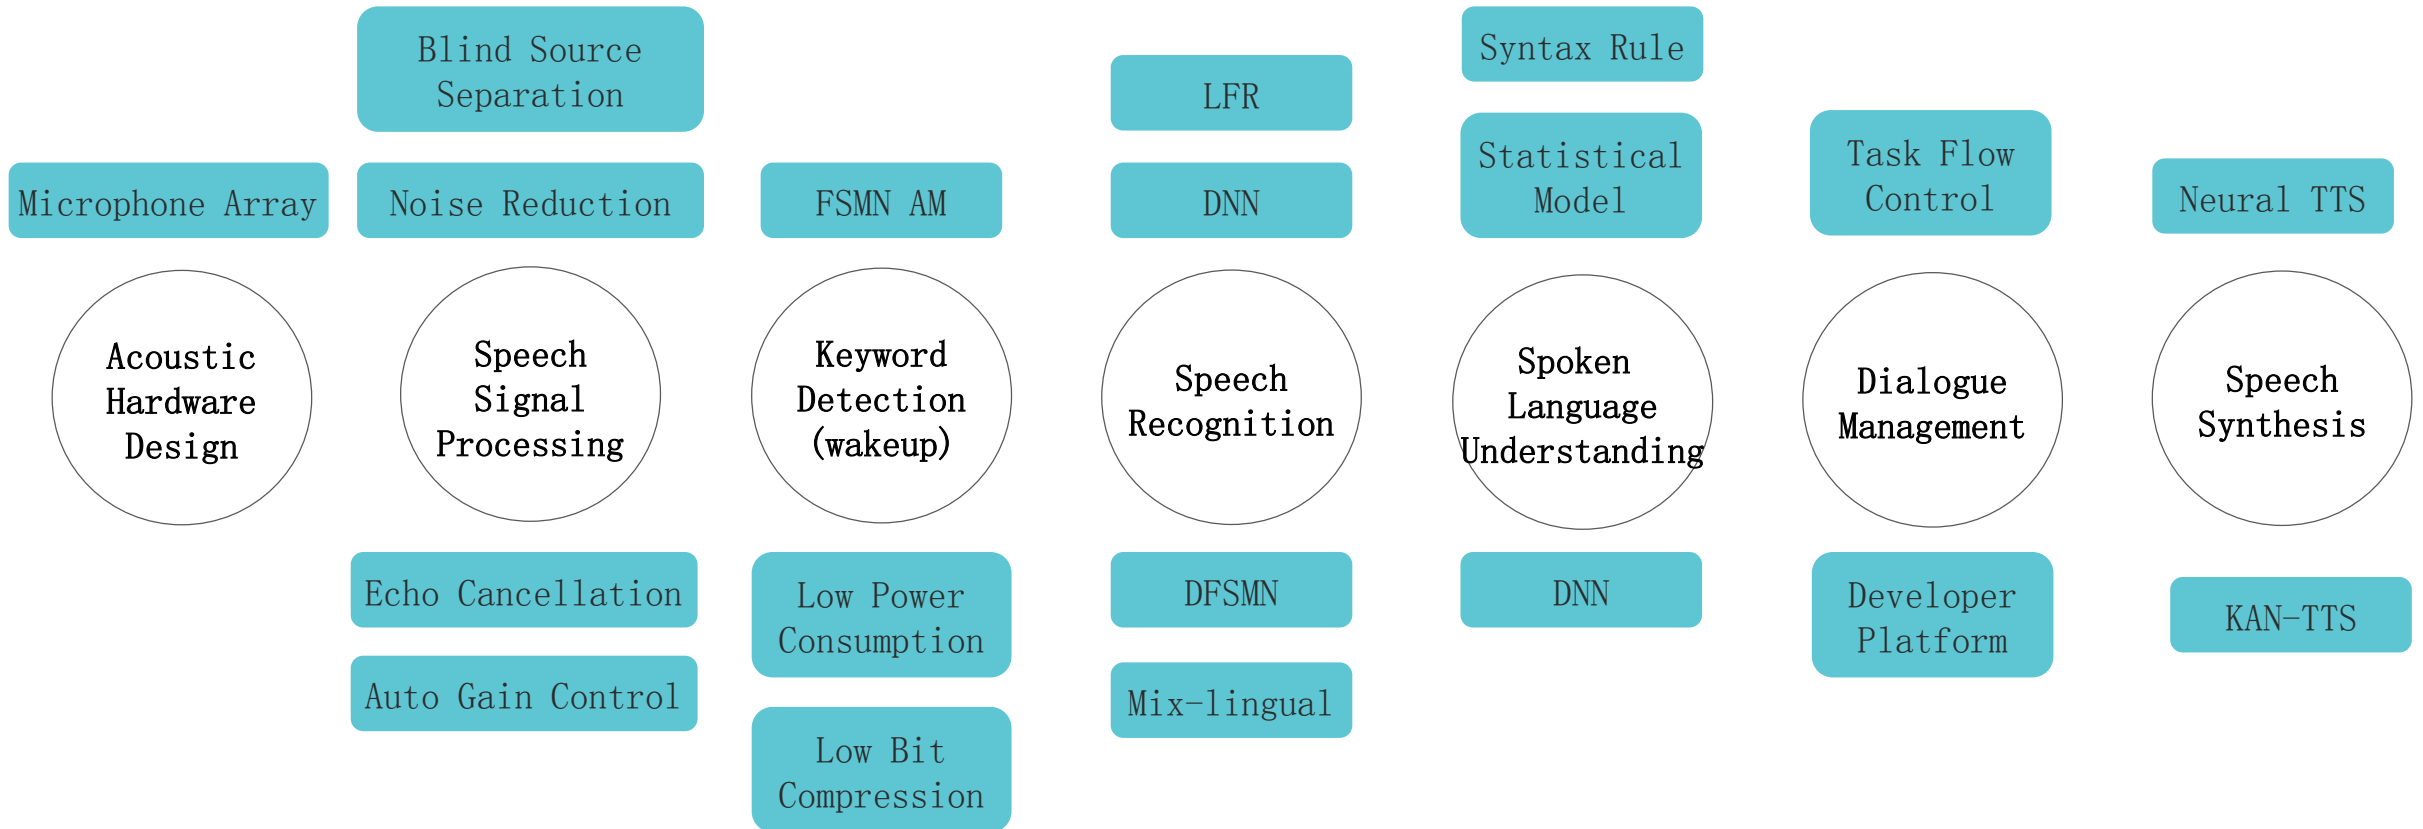 Microphone Array
Acoustic
Hardware
Design
Blind Source
Separation
Noise Reduction
Speech
Signal
Processing
Echo Cancellation
Auto Gain Control
FSMN AM
Keyword
Detection
(wakeup)
Low Power
Consumption
Low Bit
Compression
LFR
DNN
Speech
Recognition
DFSMN
Mix-lingual
Syntax Rule
Statistical
Model
Spoken
Language
Understanding
DNN
Task Flow
Control
Dialogue
Management
Developer
Platform
Neural TTS
Speech
Synthesis
KAN-TTS